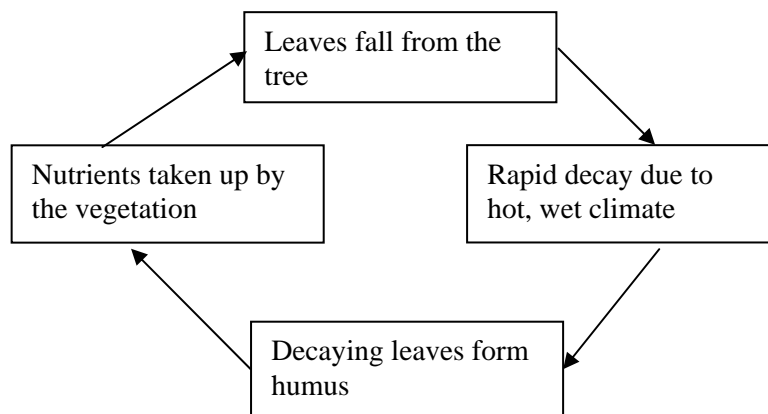 Leaves fall from the
tree
Rapid decay due to
hot, wet climate
Decaying leaves form
humus
Nutrients taken up by
the vegetation